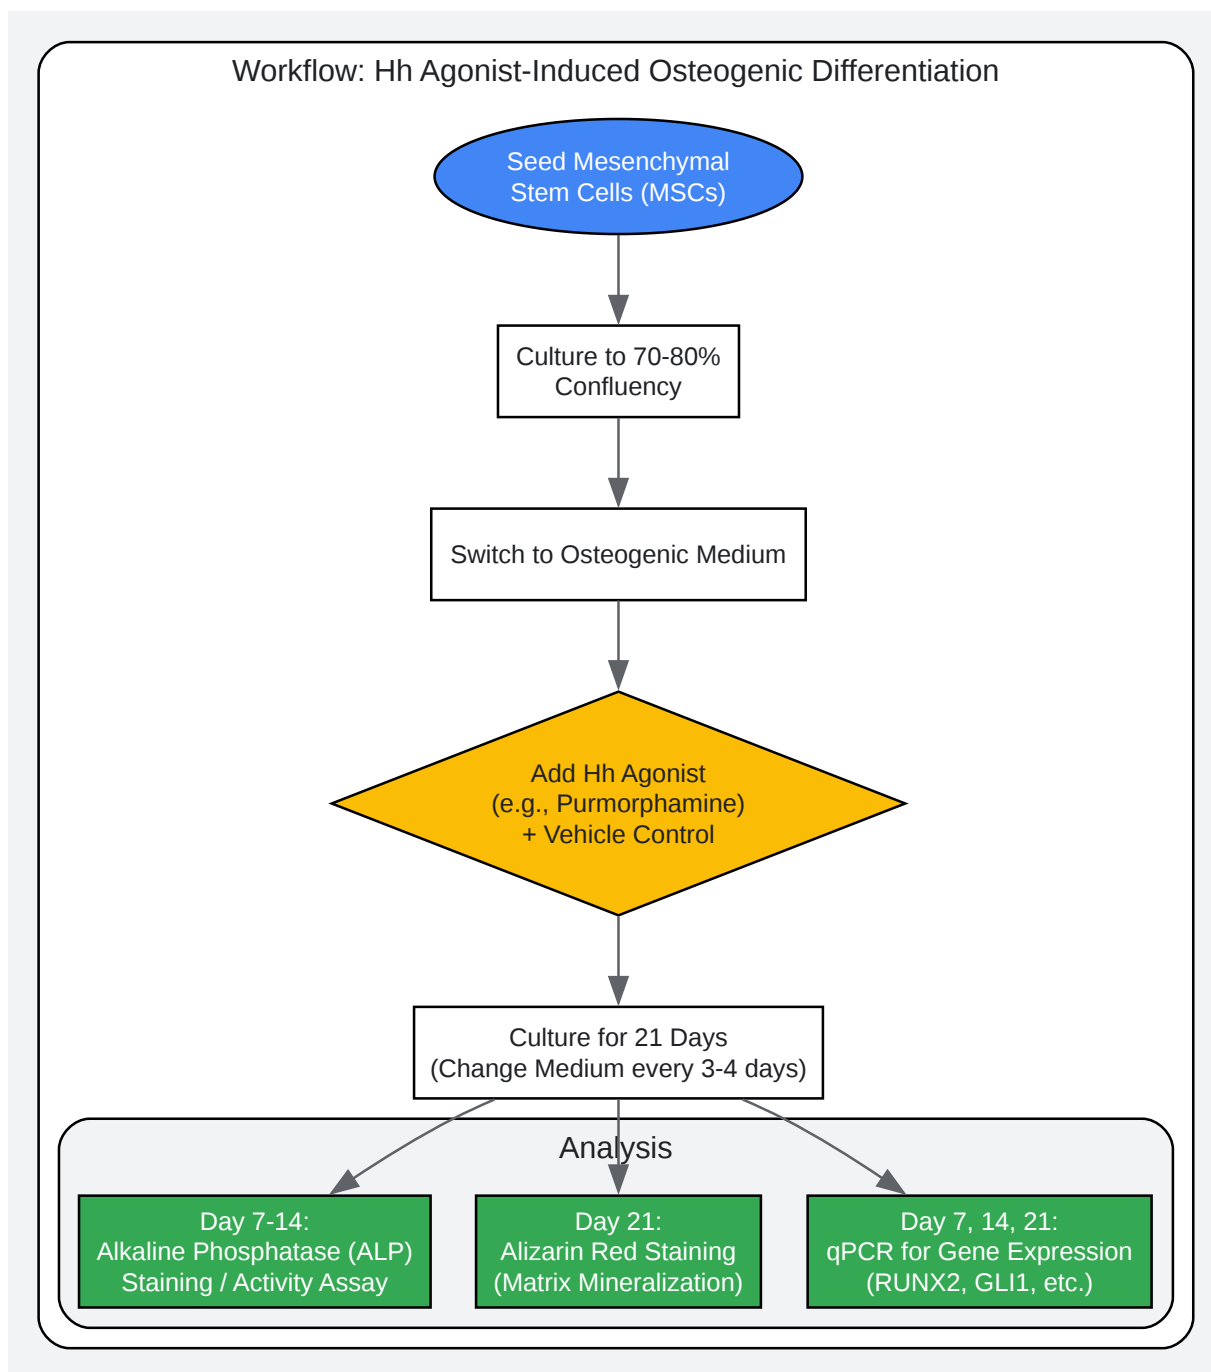 Workflow: Hh Agonist-Induced Osteogenic Differentiation
Seed Mesenchymal
Stem Cells (MSCs)
Culture to 70-80%
Confluency
Switch to Osteogenic Medium
Add Hh Agonist
(e.g., Purmorphamine)
+ Vehicle Control
Culture for 21 Days
(Change Medium every 3-4 days)
Analysis
Day 7-14:
Alkaline Phosphatase (ALP)
Staining / Activity Assay
Day 21:
Alizarin Red Staining
(Matrix Mineralization)
Day 7, 14, 21:
qPCR for Gene Expression
(RUNX2, GLI1, etc.)